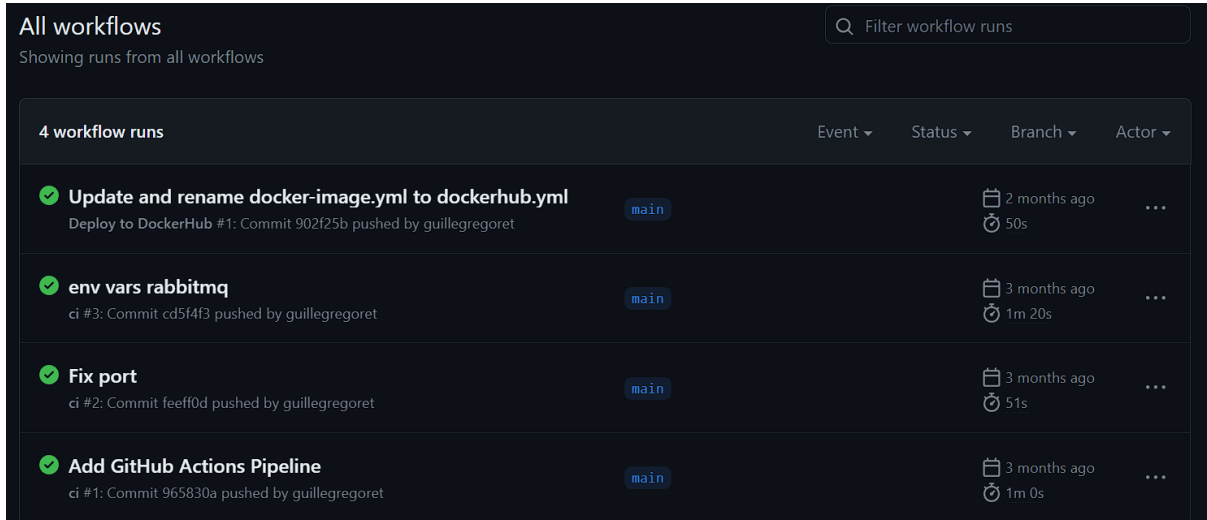 All workflows
Filter workflow runs
Showing runs from all workflows
4 workflow runs
Event
Status
Branch
Actor
Update and rename docker-image.yml to dockerhub.yml
Deploy to DockerHub #1: Commit 902f25b pushed by guillegregoret
main
2 months ago
50s
env vars rabbitmq
ci #3: Commit cd5f4f3 pushed by guillegregoret
main
3 months ago
1m 20s
Fix port
ci #2: Commit feeff0d pushed by guillegregoret
main
3 months ago
51s
Add GitHub Actions Pipeline
ci #1: Commit 965830a pushed by guillegregoret
main
3 months ago
1m 0s